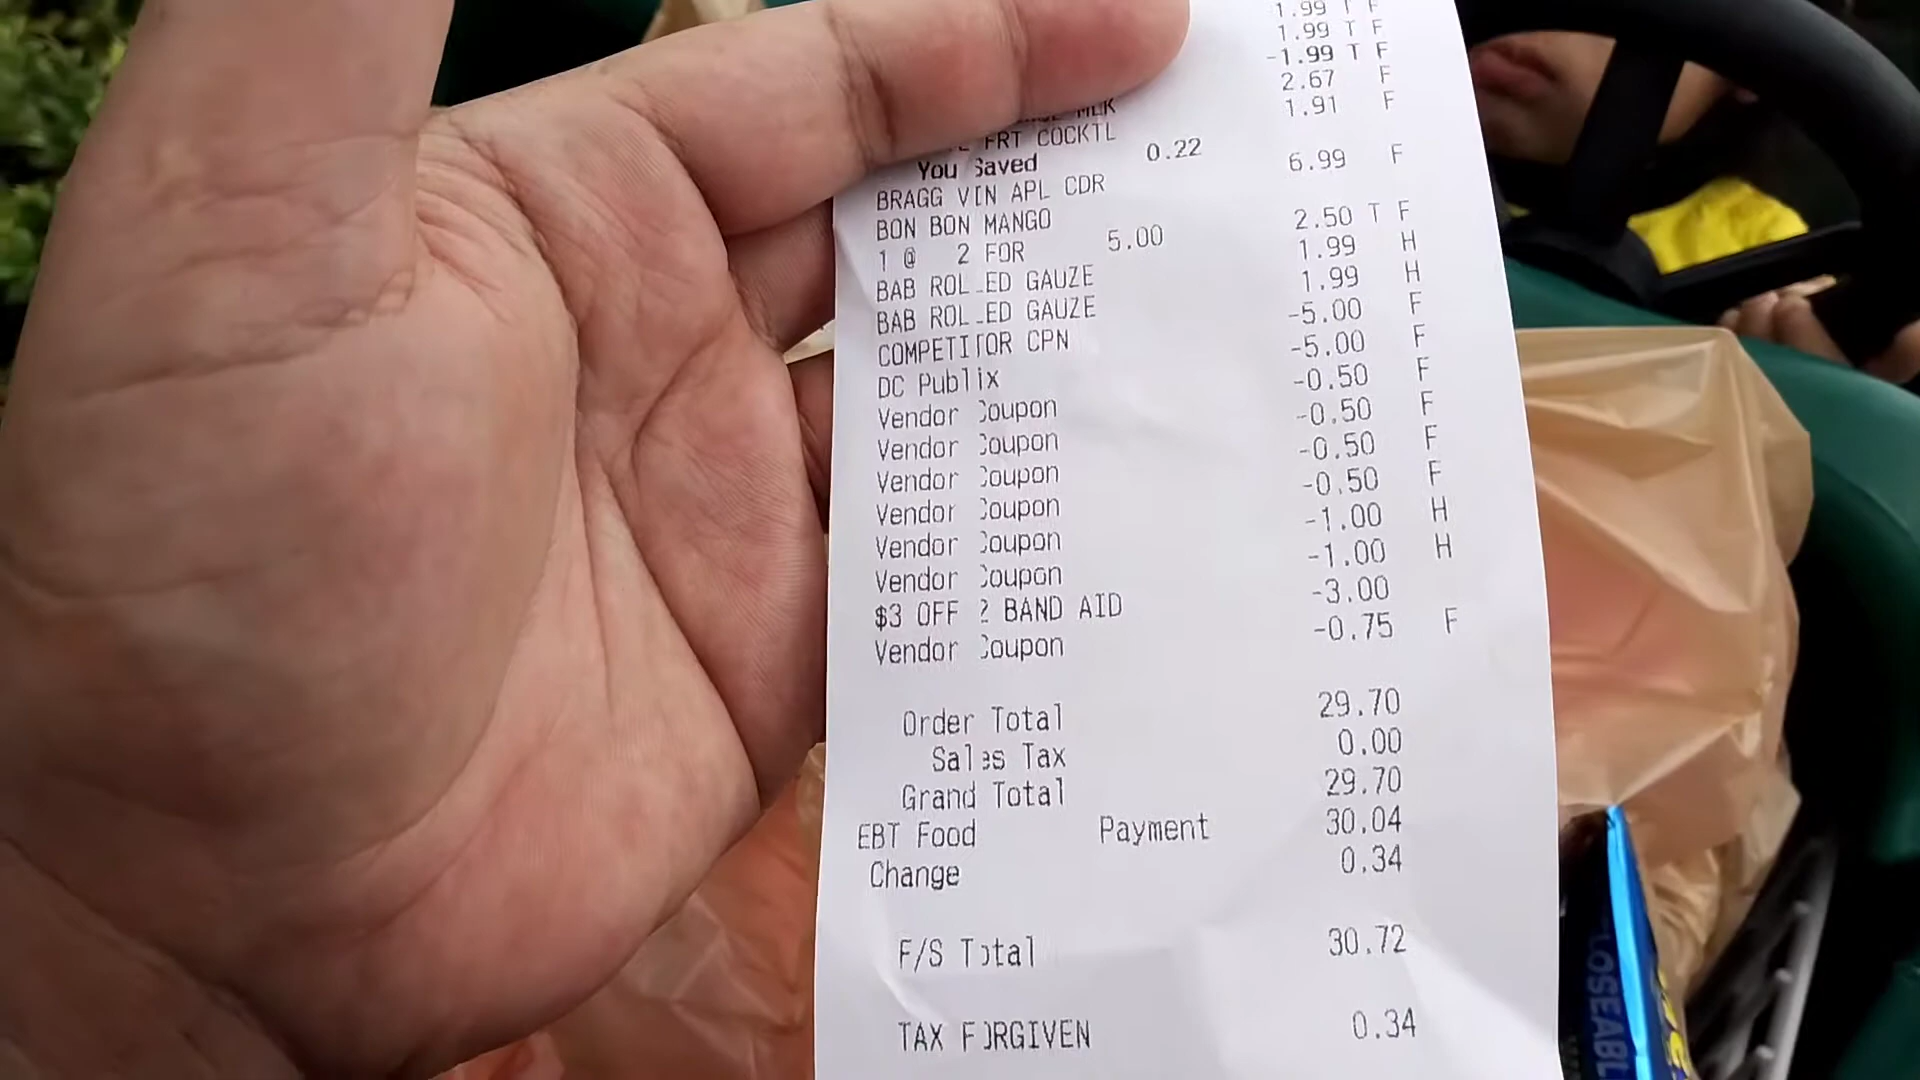 1.99 T F
1.99 T F
-1.99 T F
2.67 F
MLK 1.91 F
FRT COCKTL
You Saved 0.22
BRAGG VIN APL CDR 6.99 F
BON BON MANGO
1 @ 2 FOR 5.00 2.50 T F
BAB ROLLED GAUZE 1.99 H
BAB ROLLED GAUZE 1.99 H
COMPETITOR CPN -5.00 F
DC Publix -5.00 F
Vendor Coupon -0.50 F
Vendor Coupon -0.50 F
Vendor Coupon -0.50 F
Vendor Coupon -0.50 F
Vendor Coupon -1.00 H
Vendor Coupon -1.00 H
$3 OFF 2 BAND AID -3.00
Vendor Coupon -0.75 F
Order Total 29.70
Sales Tax 0.00
Grand Total 29.70
EBT Food Payment 30.04
Change 0.34
F/S Total 30.72
TAX FORGIVEN 0.34